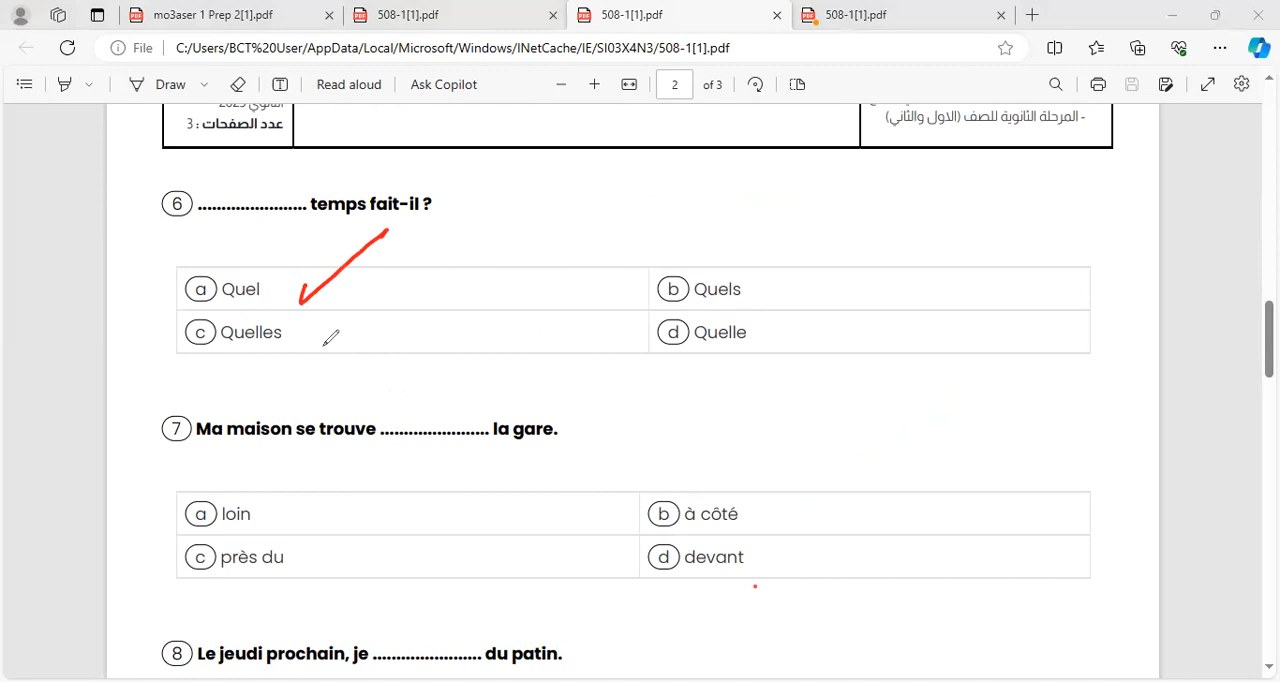 mo3aser 1 Prep 2[1].pdf
508-1[1].pdf
508-1[1].pdf
508-1[1].pdf
File
C:/Users/BCT%20User/AppData/Local/Microsoft/Windows/INetCache/IE/SI03X4N3/508-1[1].pdf
Draw
Read aloud
Ask Copilot
2
of 3
عدد الصفحات : 3
- المرحلة الثانوية للصف (الاول والثاني)
6 ....................... temps fait-il ?
a Quel
b Quels
c Quelles
d Quelle
7 Ma maison se trouve ....................... la gare.
a loin
b à côté
c près du
d devant
8 Le jeudi prochain, je ....................... du patin.